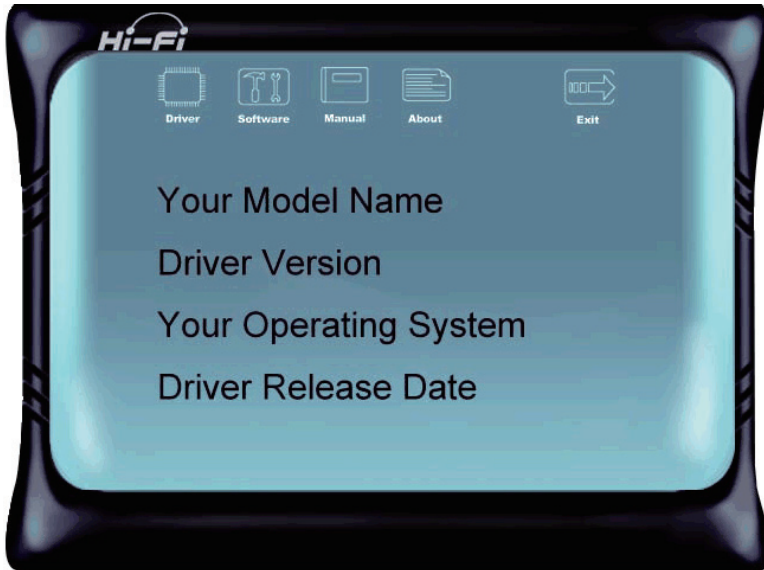 Hi-Fi
Driver Software Manual About Exit
Your Model Name
Driver Version
Your Operating System
Driver Release Date